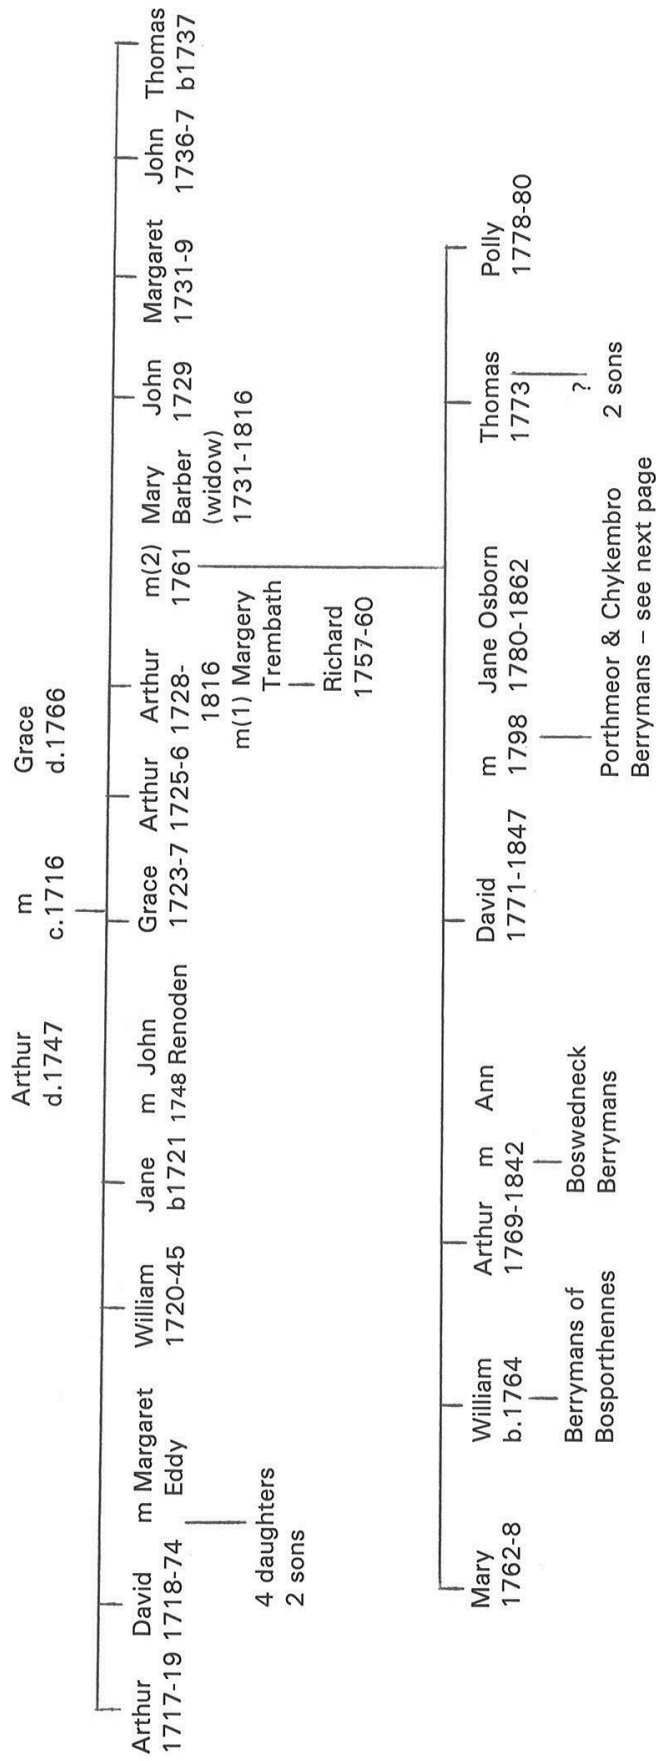 Arthur m Grace
d.1747 c.1716 d.1766
Arthur David m Margaret William Jane m John Grace Arthur Arthur m(2) Mary John Margaret John Thomas
1717-19 1718-74 Eddy 1720-45 b1721 1748 Renoden 1723-7 1725-6 1728- 1761 Barber 1729 1731-9 1736-7 b1737
1816 (widow)
m(1) Margery 1731-1816
Trembath
4 daughters
2 sons
Richard
1757-60
Mary William Arthur m Ann David m Jane Osborn Thomas Polly
1762-8 b.1764 1769-1842 1771-1847 1798 1780-1862 1773 1778-80
Berrymans of Boswedneck ?
Bosporthennes Berrymans
Porthmeor & Chykembro 2 sons
Berrymans – see next page